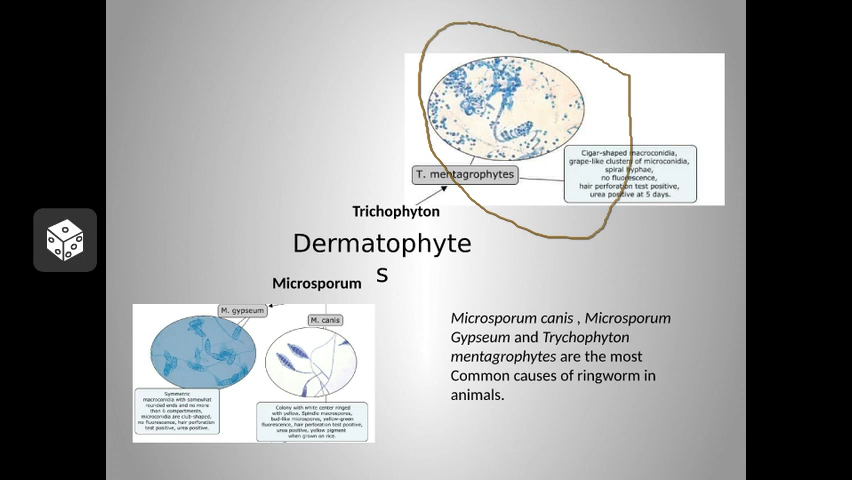 Cigar-shaped macroconidia,
grape-like clusters of microconidia,
spiral hyphae,
no fluorescence,
hair perforation test positive,
urea positive at 5 days.
T. mentagrophytes
Trichophyton
Dermatophyte
s
Microsporum
M. gypseum
M. canis
Symmetric
macroconidia with somewhat
rounded ends and no more
than 6 compartments,
microconidia are club-shaped,
no fluorescence, hair perforation
test positive, urea positive.
Colony with white center ringed
with yellow. Spindle macrospores,
bud-like microspores, yellow-green
fluorescence, hair perforation test positive,
urea positive, yellow pigment
when grown on rice.
Microsporum canis , Microsporum
Gypseum and Trychophyton
mentagrophytes are the most
Common causes of ringworm in
animals.